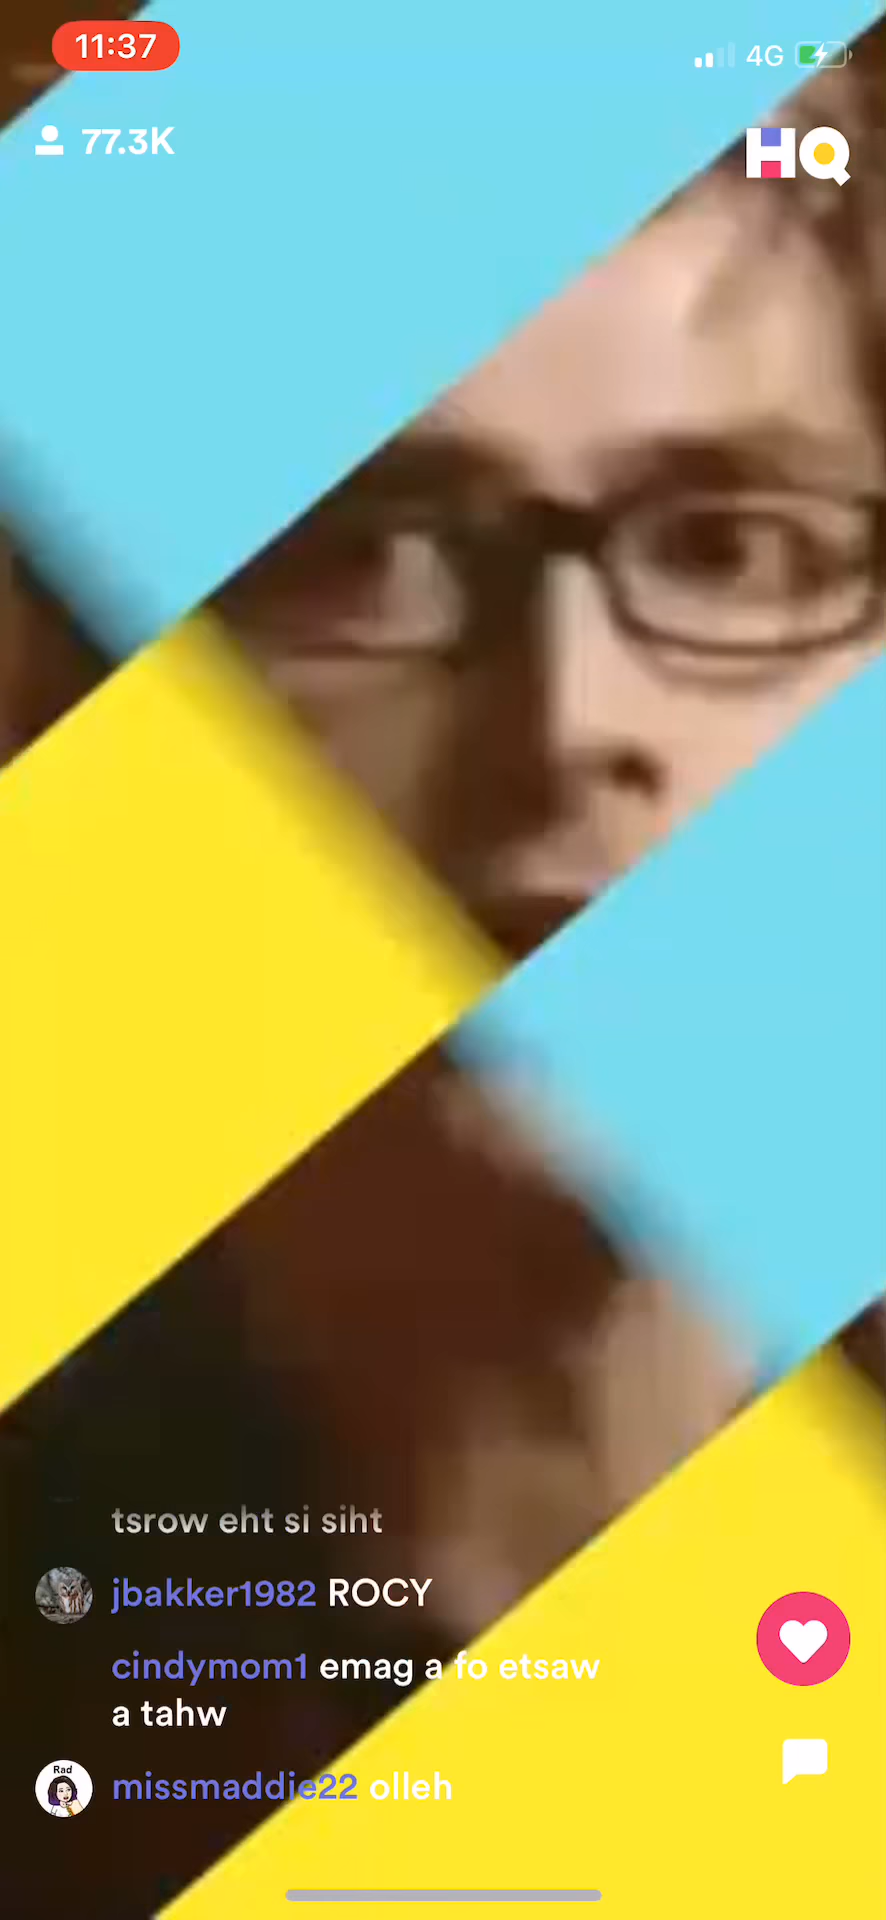 11:37
4G
77.3K
HQ
tsrow eht si siht
jbakker1982 ROCY
cindymom1 emag a fo etsaw
a tahw
Rad
missmaddie22 olleh